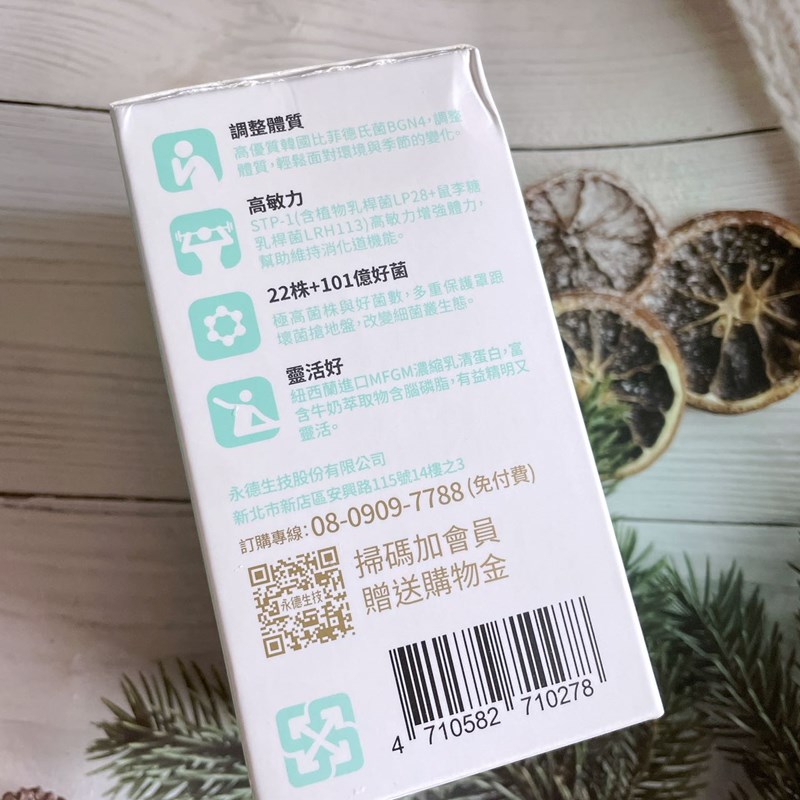 調整體質
高優質韓國比菲德氏菌BGN4，調整
體質，輕鬆面對環境與季節的變化。
高敏力
STP-1(含植物乳桿菌LP28+鼠李糖
乳桿菌LRH113)高敏力增強體力，
幫助維持消化道機能。
22株+101億好菌
極高菌株與好菌數，多重保護罩跟
壞菌搶地盤，改變細菌叢生態。
靈活好
紐西蘭進口MFGM濃縮乳清蛋白，富
含牛奶萃取物含腦磷脂，有益精明又
靈活。
永德生技股份有限公司
新北市新店區安興路115號14樓之3
訂購專線：08-0909-7788(免付費)
永德生技
掃碼加會員
贈送購物金
4 710582 710278